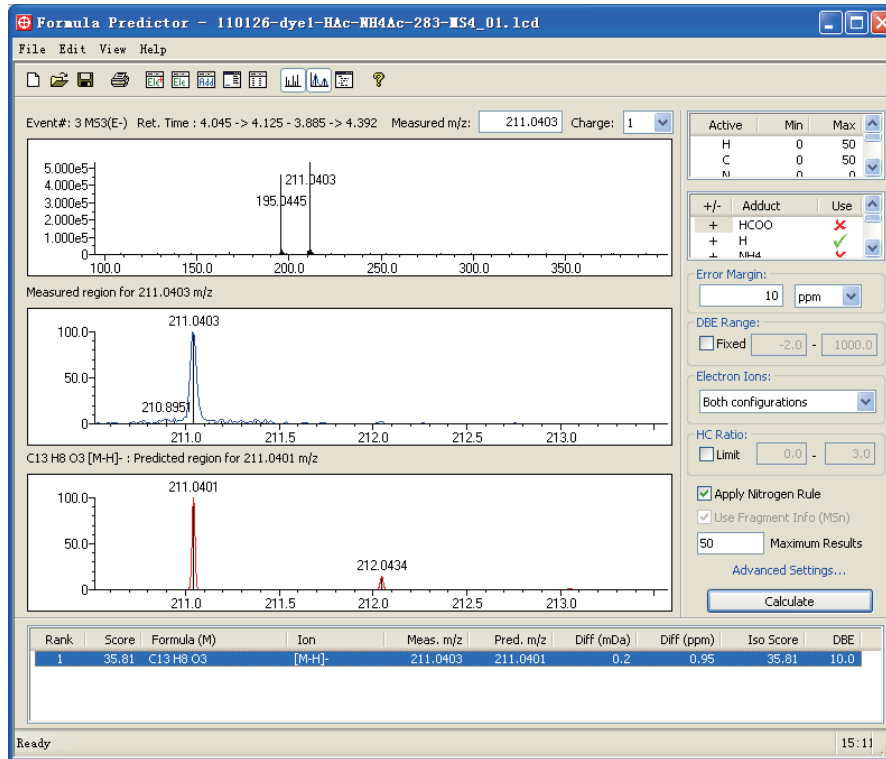 Formula Predictor - 110126-dye1-HAc-NH4Ac-283-MS4_01.lcd
File Edit View Help
Event#: 3 MS3(E-) Ret. Time : 4.045 -> 4.125 - 3.885 -> 4.392 Measured m/z: 211.0403 Charge: 1
5.000e5
4.000e5
3.000e5
2.000e5
1.000e5
0
211.0403
195.0445
100.0 150.0 200.0 250.0 300.0 350.0
Measured region for 211.0403 m/z
211.0403
100.0
50.0
210.8951
0
211.0 211.5 212.0 212.5 213.0
C13 H8 O3 [M-H]- : Predicted region for 211.0401 m/z
211.0401
100.0
50.0
212.0434
0
211.0 211.5 212.0 212.5 213.0
Active Min Max
H 0 50
C 0 50
N 0 0
+/- Adduct Use
+ HCOO
+ H
+ NH4
Error Margin:
10 ppm
DBE Range:
Fixed -2.0 - 1000.0
Electron Ions:
Both configurations
HC Ratio:
Limit 0.0 - 3.0
Apply Nitrogen Rule
Use Fragment Info (MSn)
50 Maximum Results
Advanced Settings...
Calculate
Rank Score Formula (M) Ion Meas. m/z Pred. m/z Diff (mDa) Diff (ppm) Iso Score DBE
1 35.81 C13 H8 O3 [M-H]- 211.0403 211.0401 0.2 0.95 35.81 10.0
Ready 15:11